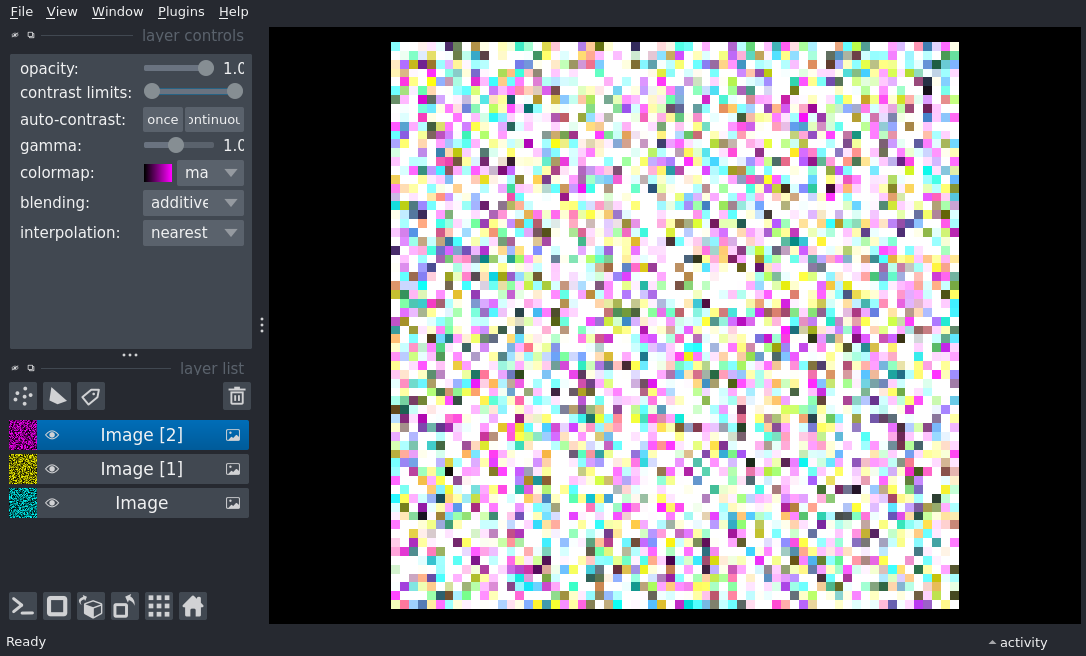 File View Window Plugins Help
layer controls
opacity: 1.0
contrast limits:
auto-contrast: once ontinuou
gamma: 1.0
colormap: ma
blending: additive
interpolation: nearest
layer list
Image [2]
Image [1]
Image
Ready activity